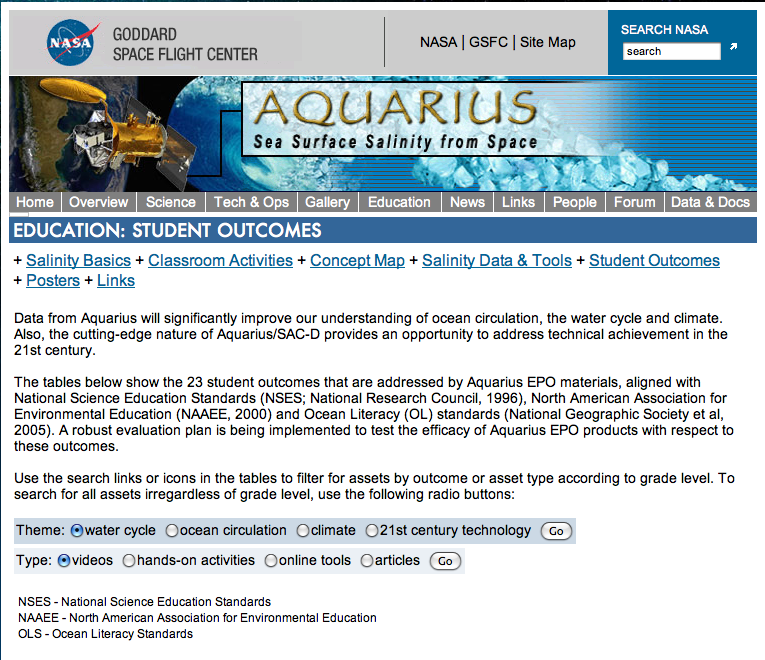 NASA
GODDARD
SPACE FLIGHT CENTER
NASA | GSFC | Site Map
SEARCH NASA
search
AQUARIUS
Sea Surface Salinity from Space
Home Overview Science Tech & Ops Gallery Education News Links People Forum Data & Docs
EDUCATION: STUDENT OUTCOMES
+ Salinity Basics + Classroom Activities + Concept Map + Salinity Data & Tools + Student Outcomes
+ Posters + Links
Data from Aquarius will significantly improve our understanding of ocean circulation, the water cycle and climate.
Also, the cutting-edge nature of Aquarius/SAC-D provides an opportunity to address technical achievement in the
21st century.
The tables below show the 23 student outcomes that are addressed by Aquarius EPO materials, aligned with
National Science Education Standards (NSES; National Research Council, 1996), North American Association for
Environmental Education (NAAEE, 2000) and Ocean Literacy (OL) standards (National Geographic Society et al,
2005). A robust evaluation plan is being implemented to test the efficacy of Aquarius EPO products with respect to
these outcomes.
Use the search links or icons in the tables to filter for assets by outcome or asset type according to grade level. To
search for all assets irregardless of grade level, use the following radio buttons:
Theme: water cycle ocean circulation climate 21st century technology Go
Type: videos hands-on activities online tools articles Go
NSES - National Science Education Standards
NAAEE - North American Association for Environmental Education
OLS - Ocean Literacy Standards